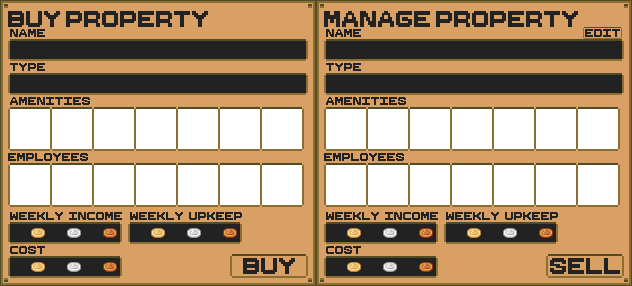 BUY PROPERTY
NAME
TYPE
AMENITIES
EMPLOYEES
WEEKLY INCOME WEEKLY UPKEEP
COST
BUY
MANAGE PROPERTY
NAME EDIT
TYPE
AMENITIES
EMPLOYEES
WEEKLY INCOME WEEKLY UPKEEP
COST
SELL